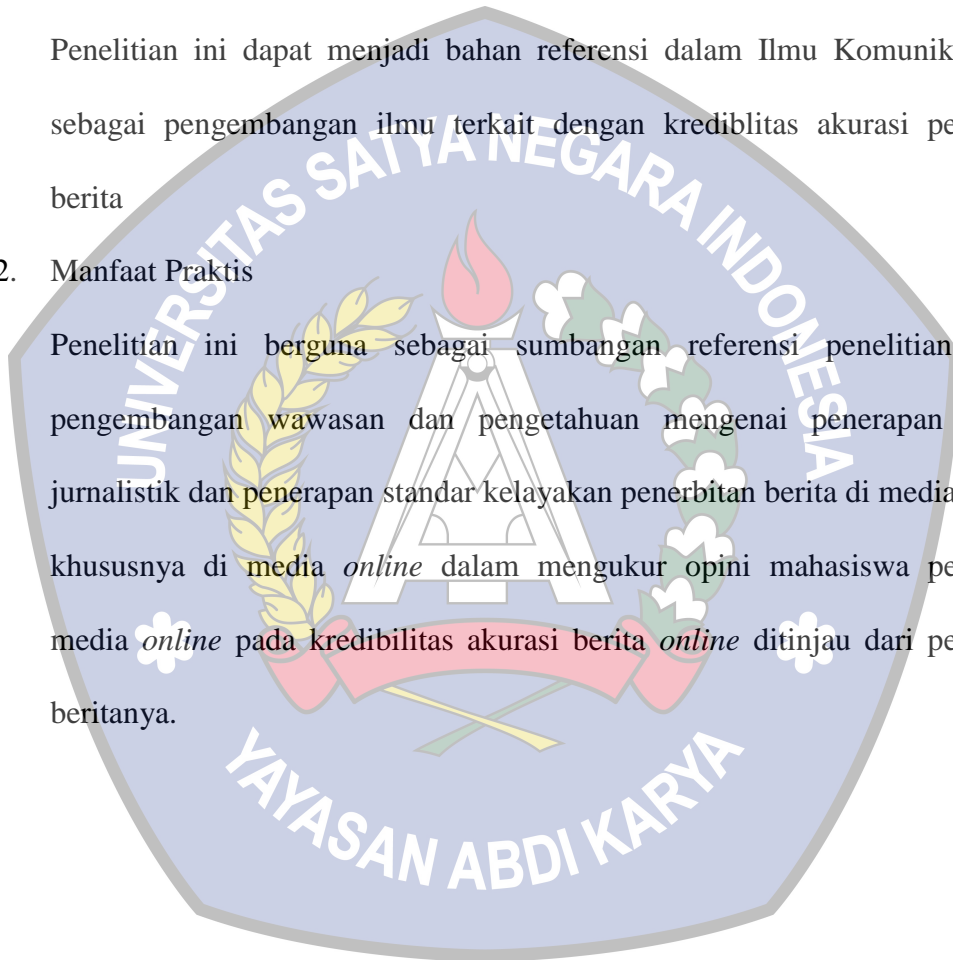 Penelitian ini dapat menjadi bahan referensi dalam Ilmu Komunik
sebagai pengembangan ilmu terkait dengan krediblitas akurasi pe
berita
2. Manfaat Praktis
Penelitian ini berguna sebagai sumbangan referensi penelitian
pengembangan wawasan dan pengetahuan mengenai penerapan
jurnalistik dan penerapan standar kelayakan penerbitan berita di media
khususnya di media online dalam mengukur opini mahasiswa pe
media online pada kredibilitas akurasi berita online ditinjau dari pe
beritanya.
UNIVERSITAS SATYA NEGARA INDONESIA
YAYASAN ABDI KARYA